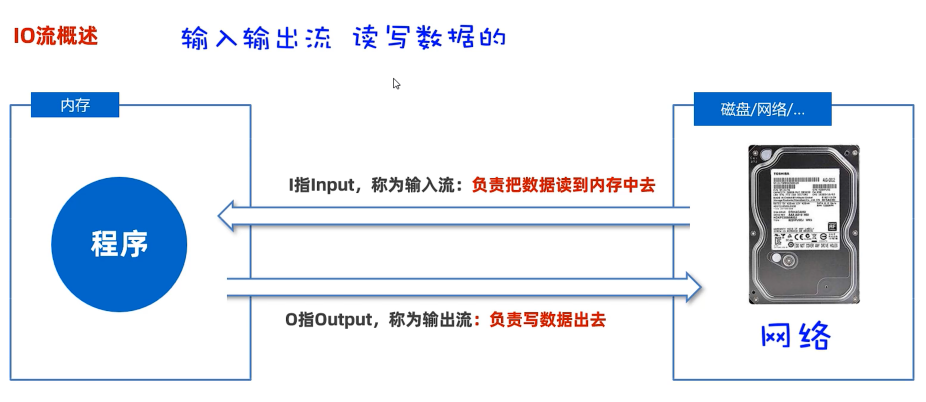 IO流概述
输入输出流 读写数据的
内存
磁盘/网络/...
I指Input，称为输入流：负责把数据读到内存中去
程序
O指Output，称为输出流：负责写数据出去
TOSHIBA
网络